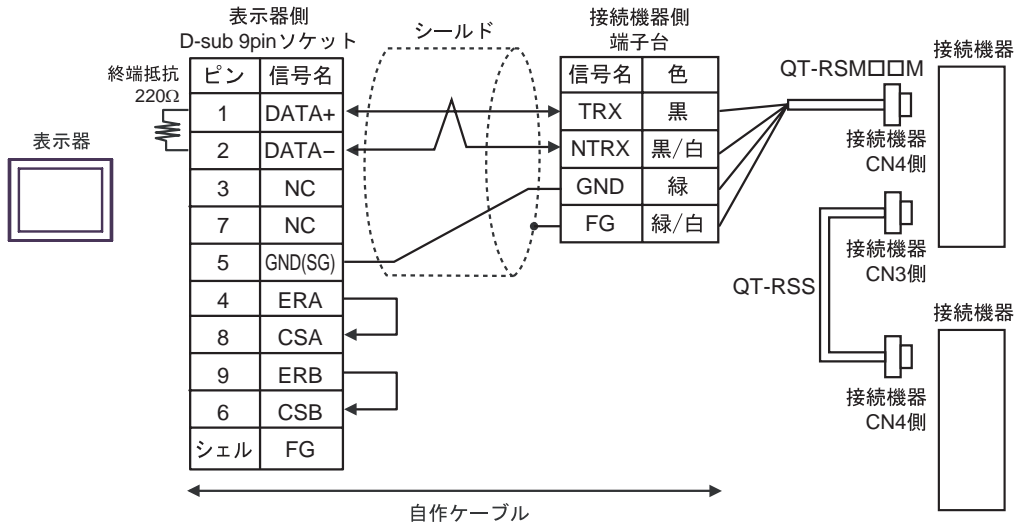 表示器側
D-sub 9pinソケット
シールド
接続機器側
端子台
接続機器
終端抵抗
220Ω
ピン 信号名
信号名 色
QT-RSM□□M
1 DATA+
TRX 黒
表示器
2 DATA−
NTRX 黒/白
接続機器
CN4側
3 NC
GND 緑
7 NC
FG 緑/白
5 GND(SG)
接続機器
CN3側
QT-RSS
4 ERA
接続機器
8 CSA
9 ERB
6 CSB
接続機器
CN4側
シェル FG
自作ケーブル